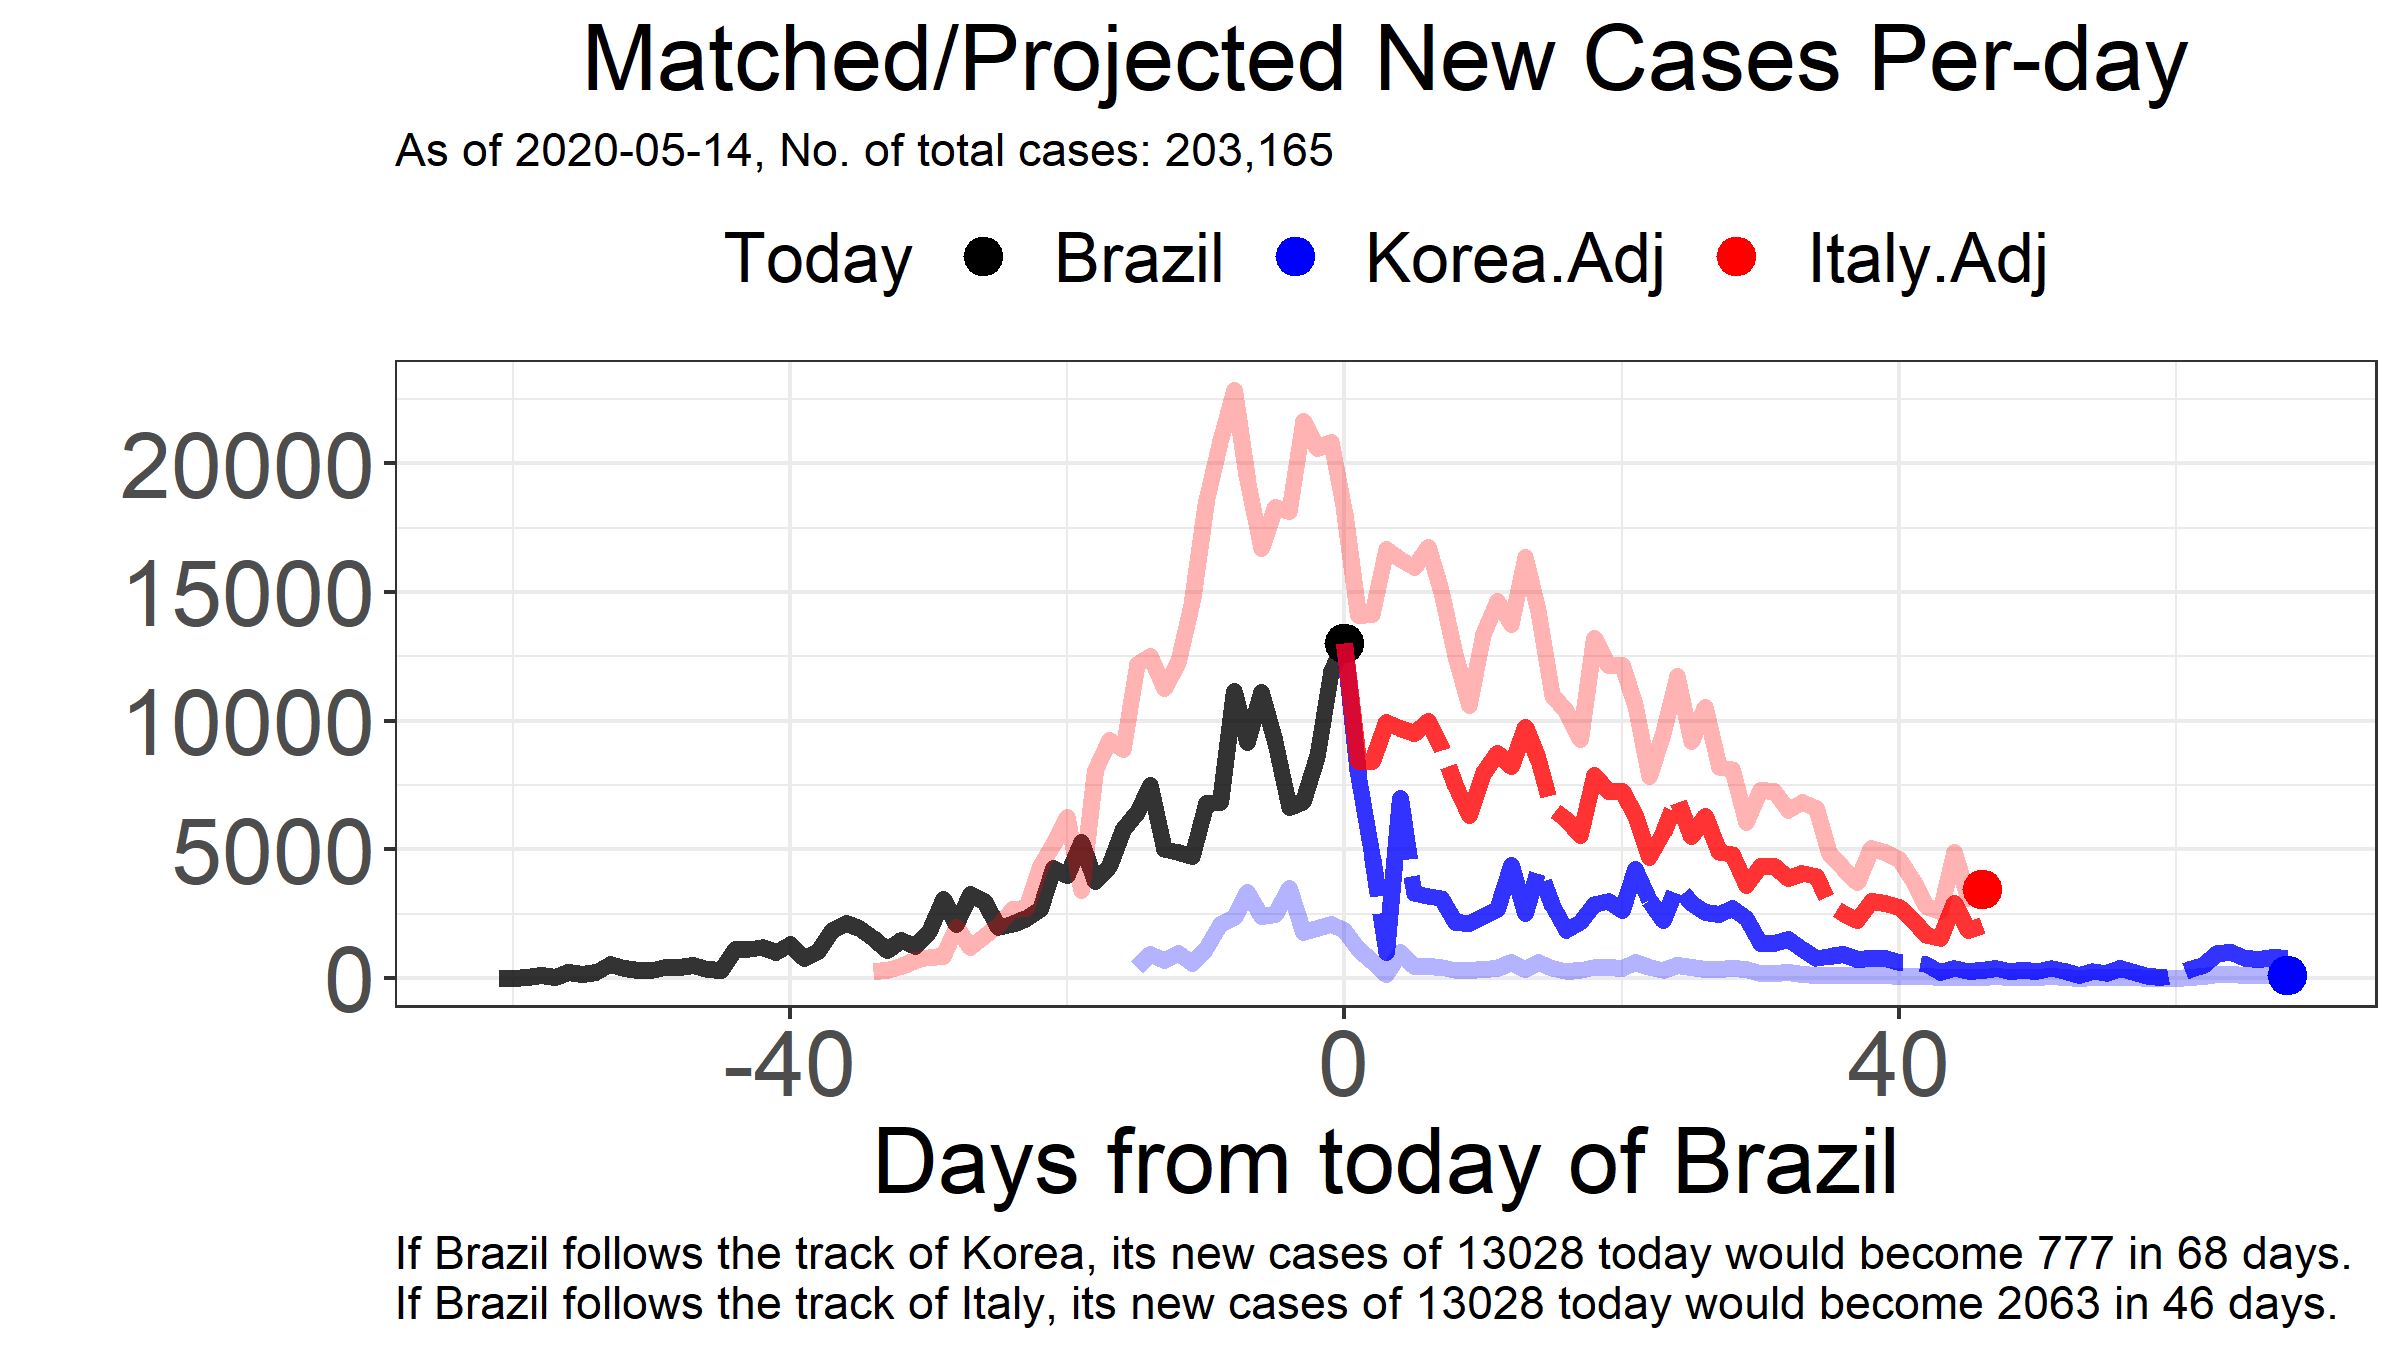 Matched/Projected New Cases Per-day
As of 2020-05-14, No. of total cases: 203,165
Today Brazil Korea.Adj Italy.Adj
20000
15000
10000
5000
0
-40 0 40
Days from today of Brazil
If Brazil follows the track of Korea, its new cases of 13028 today would become 777 in 68 days.
If Brazil follows the track of Italy, its new cases of 13028 today would become 2063 in 46 days.